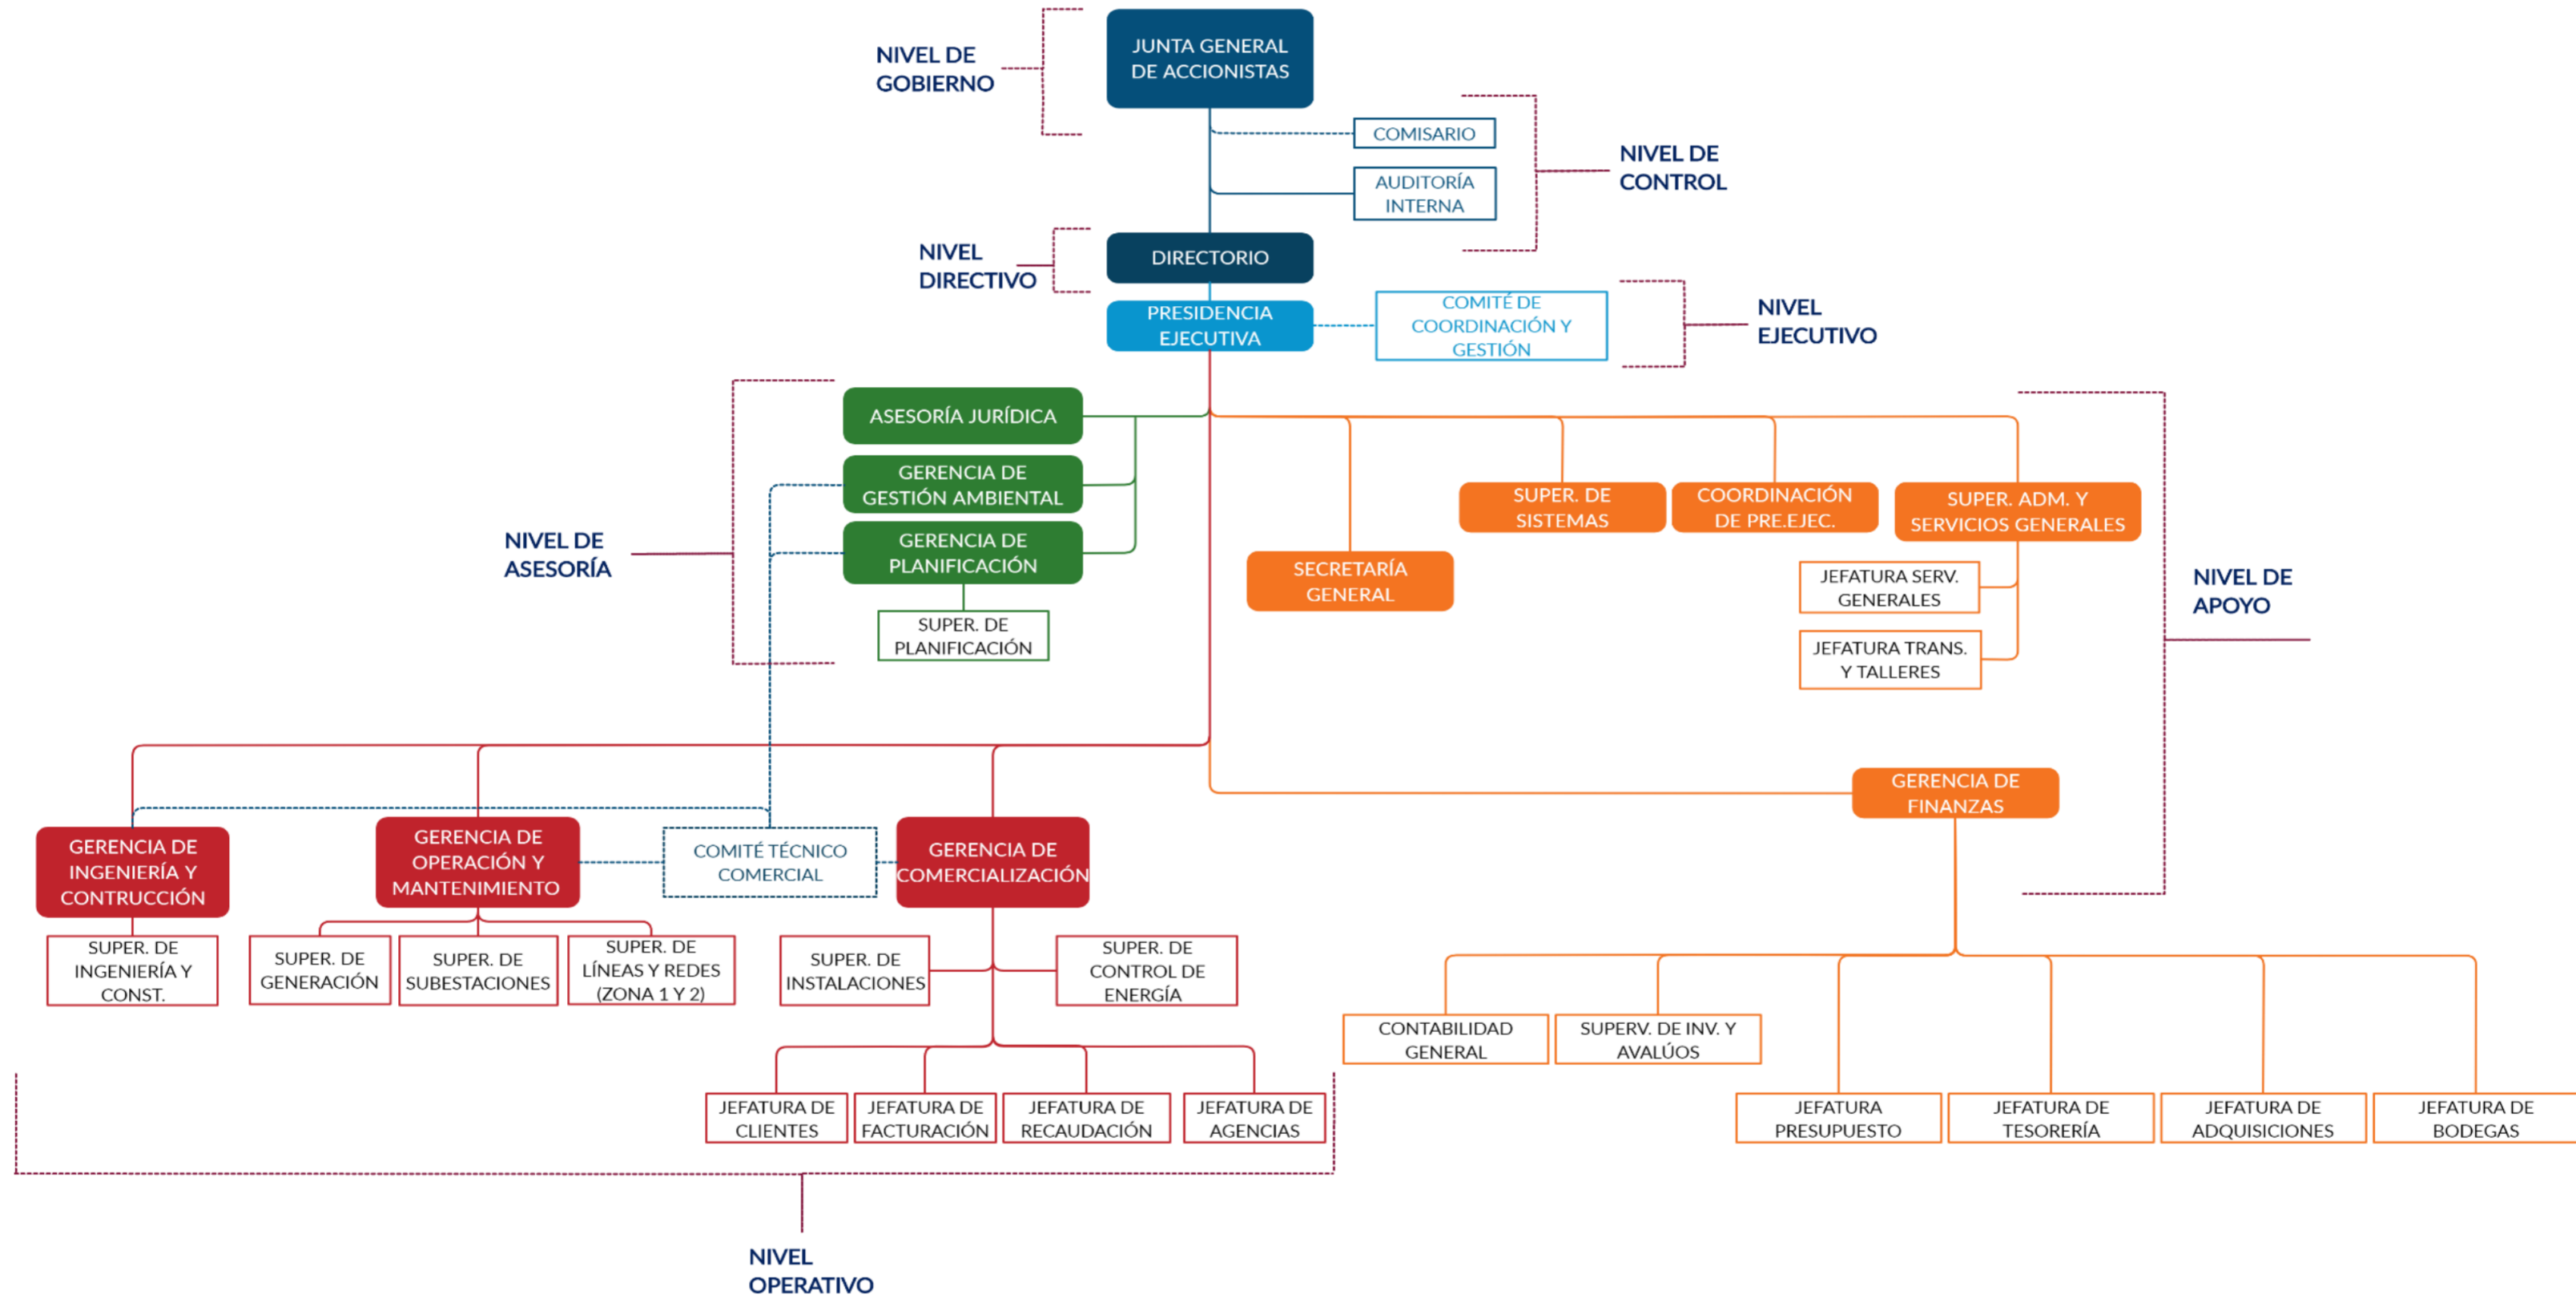 NIVEL DE
GOBIERNO
JUNTA GENERAL
DE ACCIONISTAS
COMISARIO
AUDITORÍA
INTERNA
NIVEL DE
CONTROL
NIVEL
DIRECTIVO
DIRECTORIO
PRESIDENCIA
EJECUTIVA
COMITÉ DE
COORDINACIÓN Y
GESTIÓN
NIVEL
EJECUTIVO
ASESORÍA JURÍDICA
GERENCIA DE
GESTIÓN AMBIENTAL
GERENCIA DE
PLANIFICACIÓN
SUPER. DE
PLANIFICACIÓN
NIVEL DE
ASESORÍA
SECRETARÍA
GENERAL
SUPER. DE
SISTEMAS
COORDINACIÓN
DE PRE.EJEC.
SUPER. ADM. Y
SERVICIOS GENERALES
JEFATURA SERV.
GENERALES
JEFATURA TRANS.
Y TALLERES
NIVEL DE
APOYO
GERENCIA DE
FINANZAS
GERENCIA DE
INGENIERÍA Y
CONTRUCCIÓN
GERENCIA DE
OPERACIÓN Y
MANTENIMIENTO
COMITÉ TÉCNICO
COMERCIAL
GERENCIA DE
COMERCIALIZACIÓN
SUPER. DE
INGENIERÍA Y
CONST.
SUPER. DE
GENERACIÓN
SUPER. DE
SUBESTACIONES
SUPER. DE
LÍNEAS Y REDES
(ZONA 1 Y 2)
SUPER. DE
INSTALACIONES
SUPER. DE
CONTROL DE
ENERGÍA
CONTABILIDAD
GENERAL
SUPERV. DE INV. Y
AVALÚOS
JEFATURA DE
CLIENTES
JEFATURA DE
FACTURACIÓN
JEFATURA DE
RECAUDACIÓN
JEFATURA DE
AGENCIAS
JEFATURA
PRESUPUESTO
JEFATURA DE
TESORERÍA
JEFATURA DE
ADQUISICIONES
JEFATURA DE
BODEGAS
NIVEL
OPERATIVO